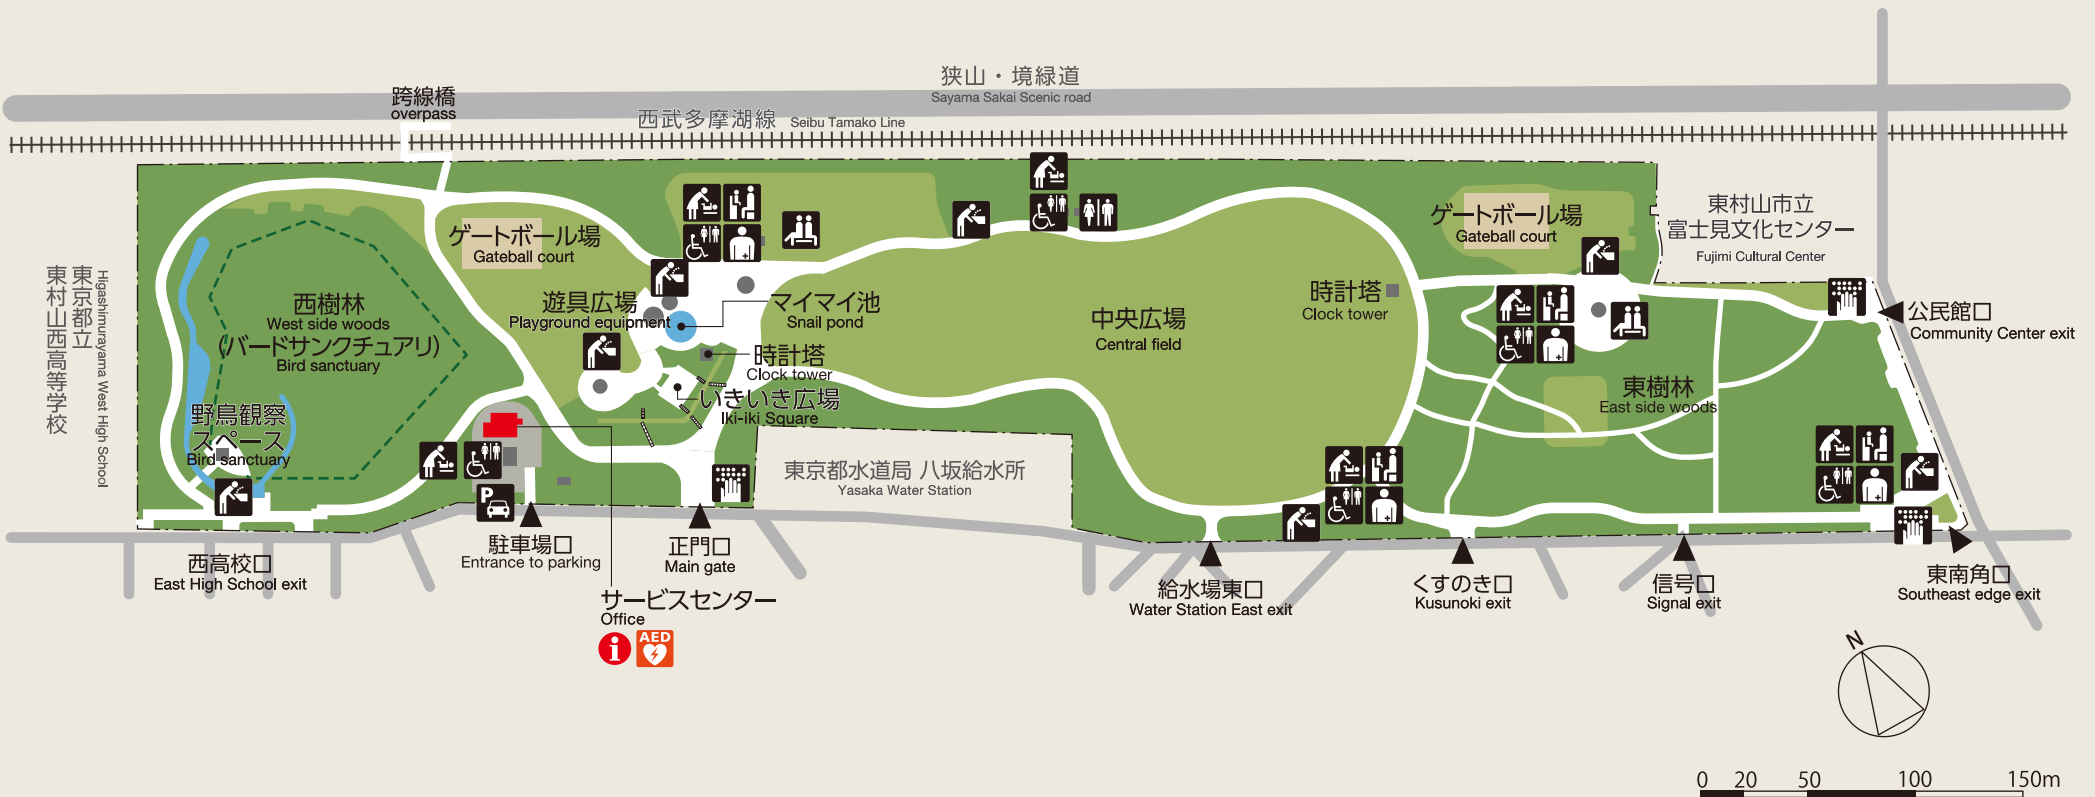 狭山・境緑道
Sayama Sakai Scenic road
跨線橋
overpass
西武多摩湖線 Seibu Tamako Line
東京都立
東村山西高等学校
Higashimurayama West High School
ゲートボール場
Gateball court
西樹林
West side woods
(バードサンクチュアリ)
Bird sanctuary
野鳥観察
スペース
Bird sanctuary
遊具広場
Playground equipment
マイマイ池
Snail pond
時計塔
Clock tower
いきいき広場
Iki-iki Square
中央広場
Central field
時計塔
Clock tower
ゲートボール場
Gateball court
東村山市立
富士見文化センター
Fujimi Cultural Center
公民館口
Community Center exit
東樹林
East side woods
東京都水道局 八坂給水所
Yasaka Water Station
P
西高校口
East High School exit
駐車場口
Entrance to parking
正門口
Main gate
サービスセンター
Office
i
AED
給水場東口
Water Station East exit
くすのき口
Kusunoki exit
信号口
Signal exit
東南角口
Southeast edge exit
N
0 20 50 100 150m